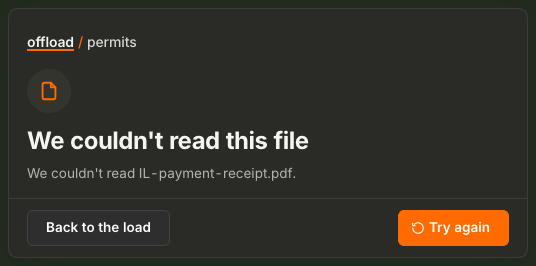 offload / permits
We couldn't read this file
We couldn't read IL-payment-receipt.pdf.
Back to the load
Try again